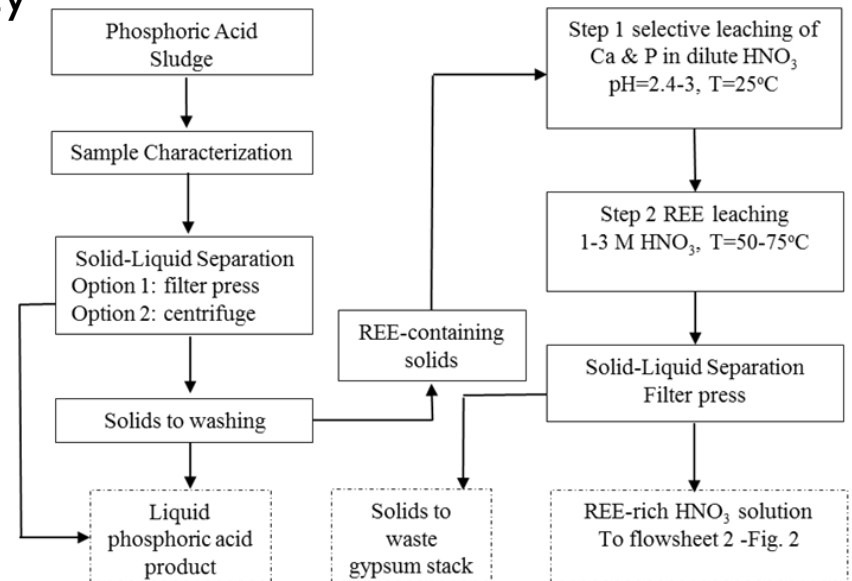 Phosphoric Acid
Sludge
Sample Characterization
Solid-Liquid Separation
Option 1: filter press
Option 2: centrifuge
Solids to washing
Liquid
phosphoric acid
product
REE-containing
solids
Step 1 selective leaching of
Ca & P in dilute HNO₃
pH=2.4-3, T=25°C
Step 2 REE leaching
1-3 M HNO₃, T=50-75°C
Solid-Liquid Separation
Filter press
Solids to
waste
gypsum stack
REE-rich HNO₃ solution
To flowsheet 2 -Fig. 2